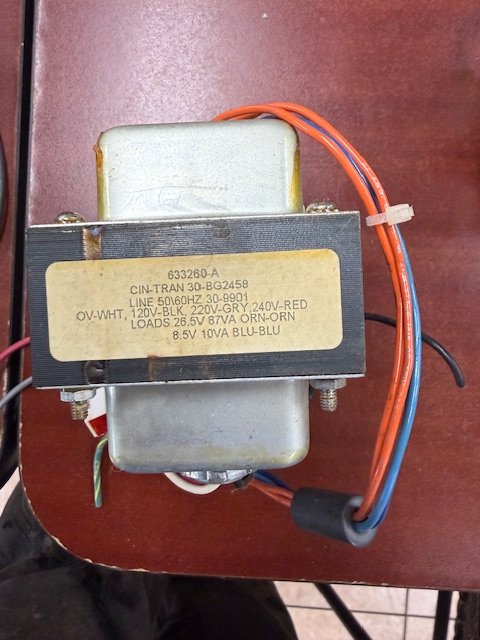 633260-A
CIN-TRAN 30-BG2458
LINE 50\60HZ 30-9901
OV-WHT, 120V-BLK, 220V-GRY,240V-RED
LOADS 26.5V 87VA ORN-ORN
8.5V 10VA BLU-BLU